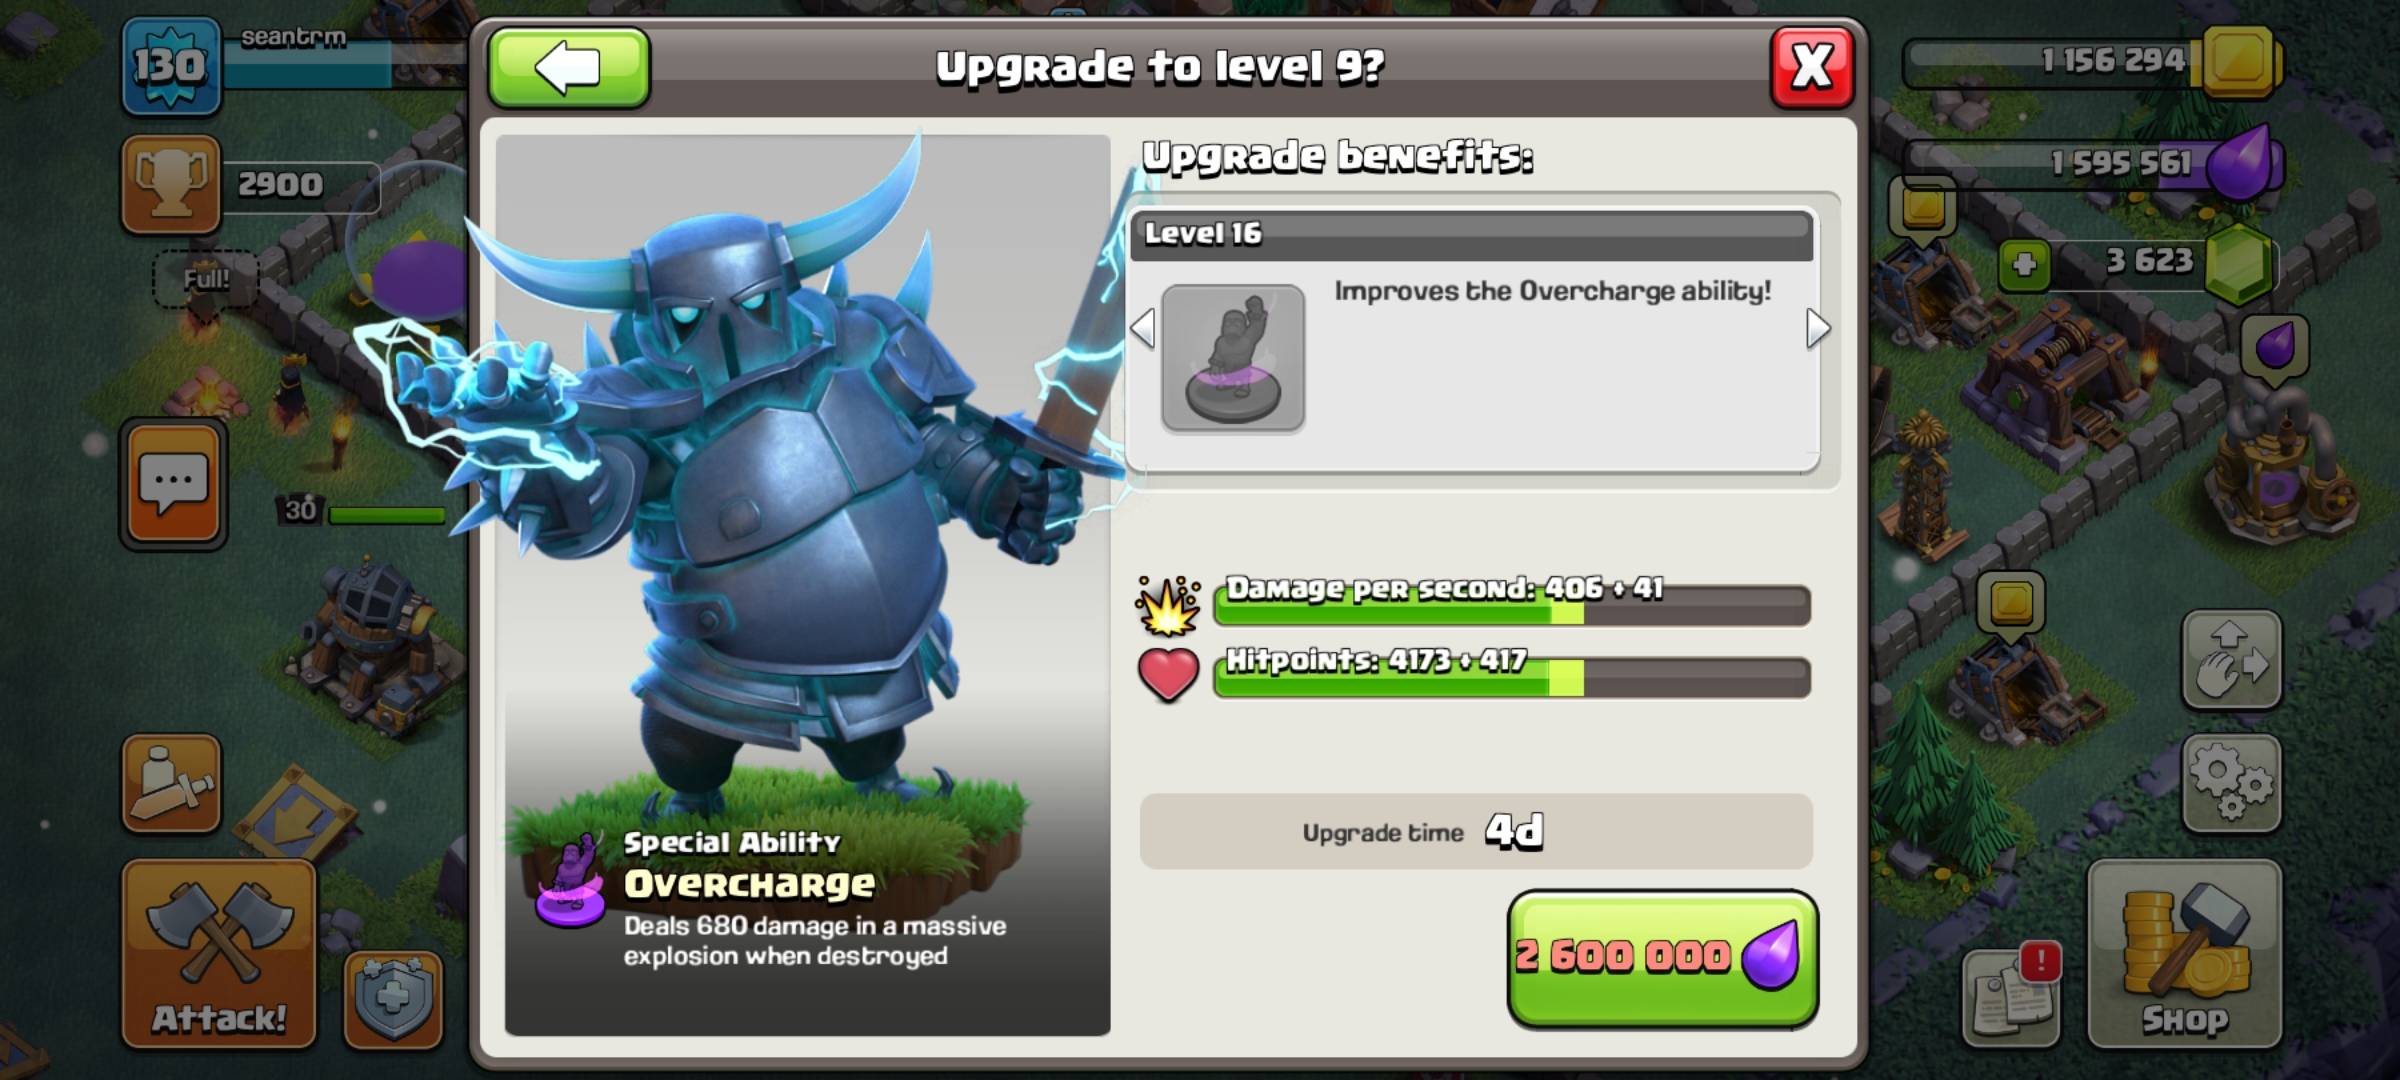 seantrm
130
2900
Full!
30
Attack!
Upgrade to level 9?
X
Special Ability
Overcharge
Deals 680 damage in a massive
explosion when destroyed
Upgrade benefits:
Level 16
Improves the Overcharge ability!
Damage per second: 406 + 41
Hitpoints: 4173 + 417
Upgrade time 4d
2 600 000
1 156 294
1 595 561
3 623
!
Shop